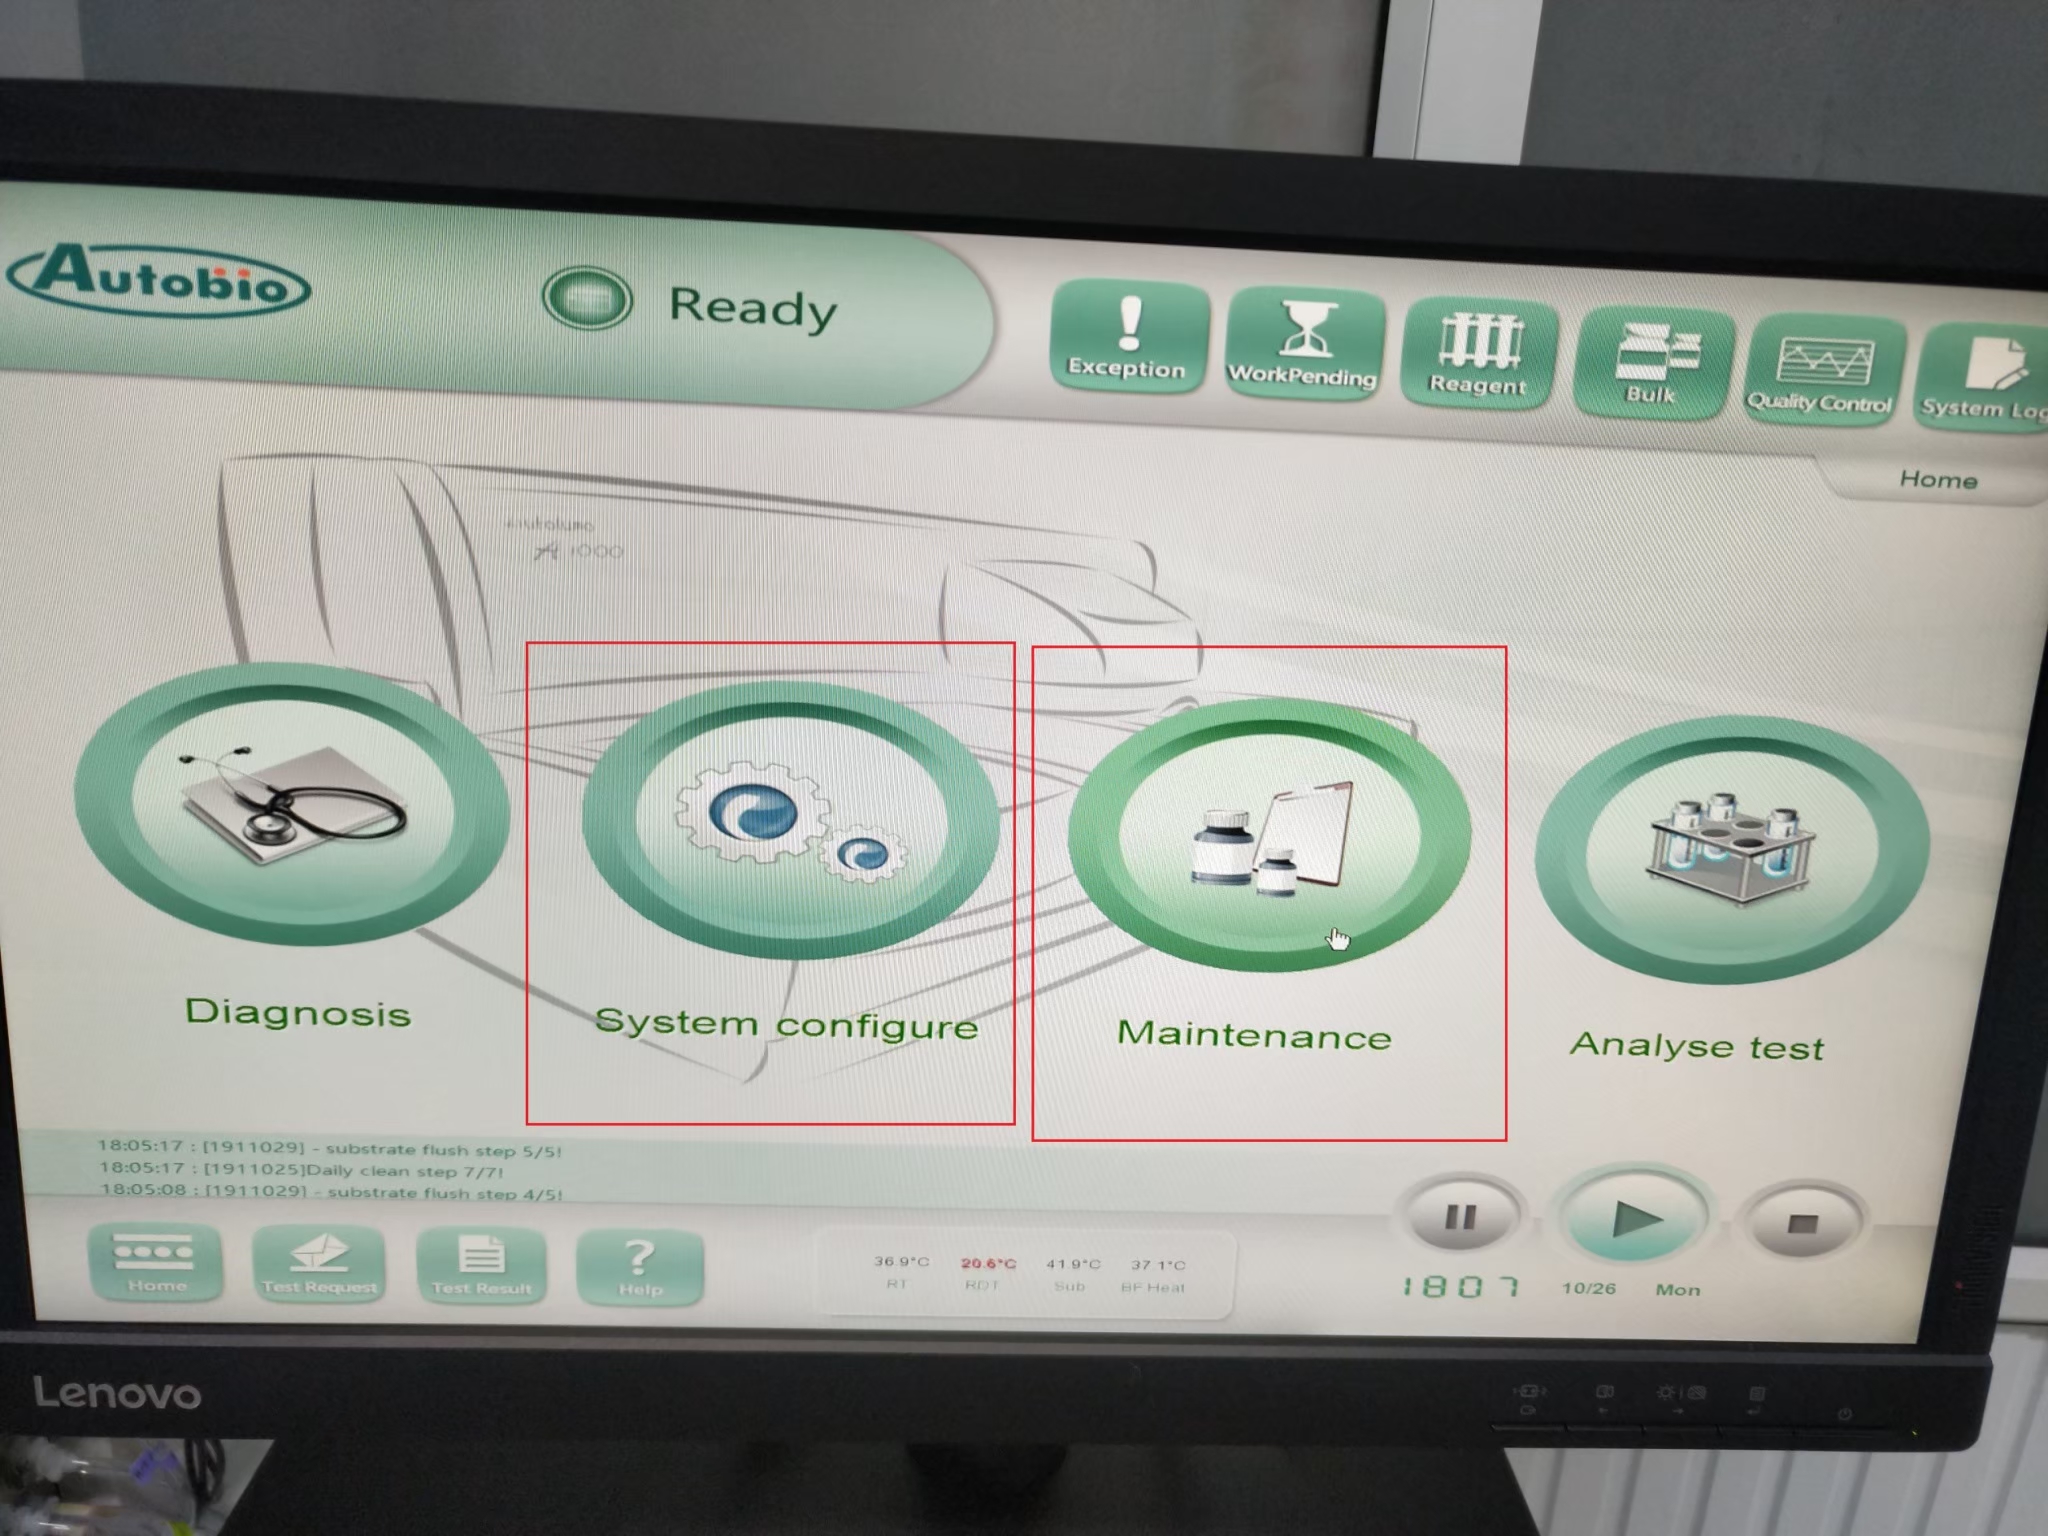 Autobio
Ready
Exception
WorkPending
Reagent
Bulk
Quality Control
System Log
Home
Autolumo
A 1000
Diagnosis
System configure
Maintenance
Analyse test
18:05:17 : [1911029] - substrate flush step 5/5!
18:05:17 : [1911025]Daily clean step 7/7!
18:05:08 : [1911029] - substrate flush step 4/5!
Home
Test Request
Test Result
Help
36.9°C 20.6°C 41.9°C 37.1°C
RT RDT Sub BF Heat
1807 10/26 Mon
Lenovo